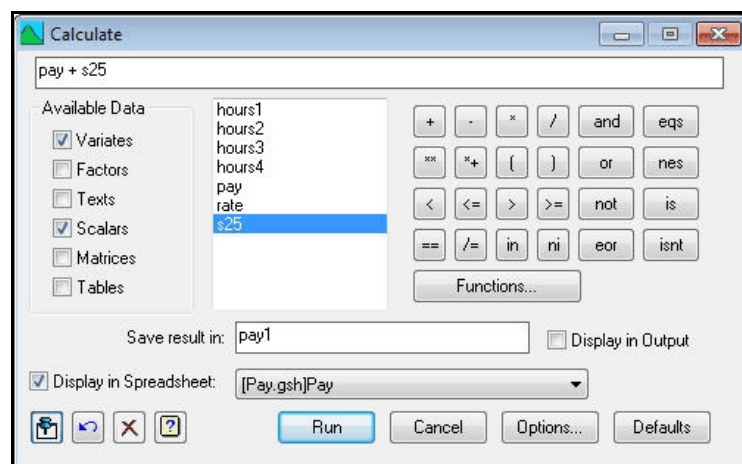 Calculate
pay + s25
Available Data
Variates
Factors
Texts
Scalars
Matrices
Tables
hours1
hours2
hours3
hours4
pay
rate
s25
+ - * / and eqs
** *+ ( ) or nes
< <= > >= not is
== /= in ni eor isnt
Functions...
Save result in: pay1
Display in Output
Display in Spreadsheet: [Pay.gsh]Pay
? Run Cancel Options... Defaults